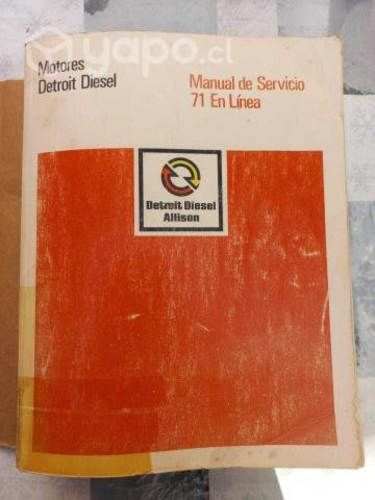 yapo.cl
Motores
Detroit Diesel
Manual de Servicio
71 En Línea
Detroit Diesel
Allison